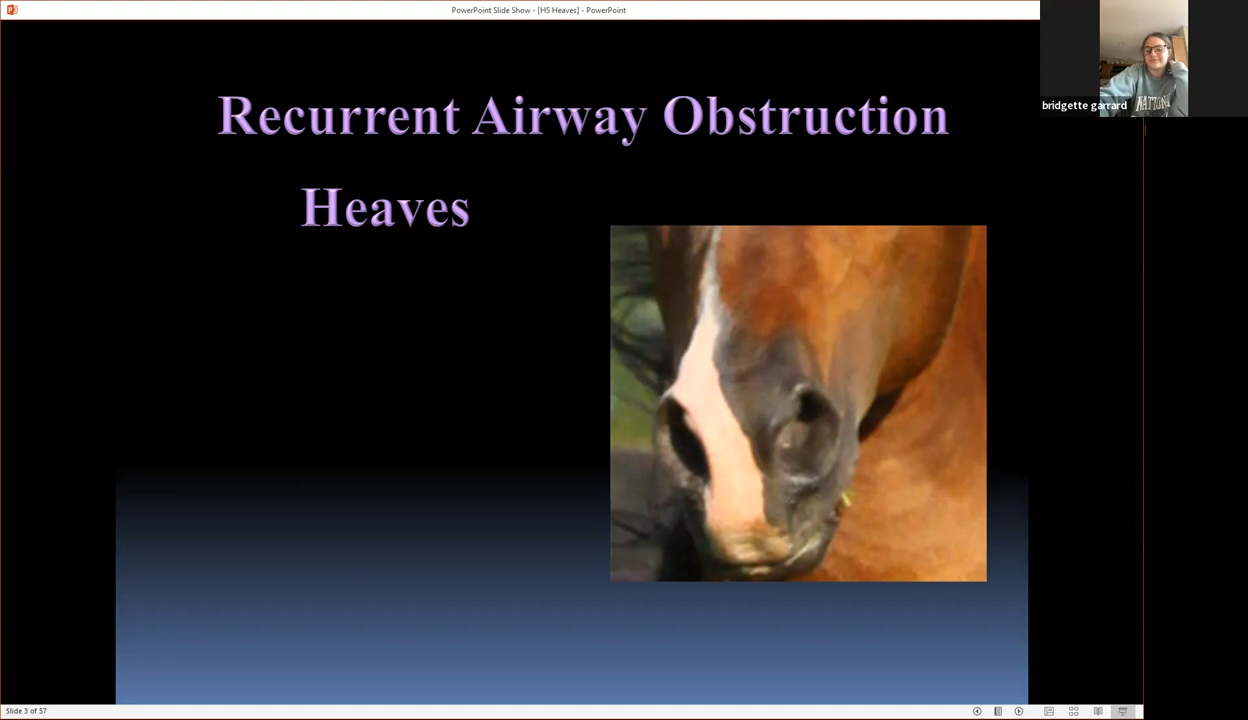 PowerPoint Slide Show - [HS Heaves] - PowerPoint
bridgette garrard
Recurrent Airway Obstruction
Heaves
Slide 3 of 57